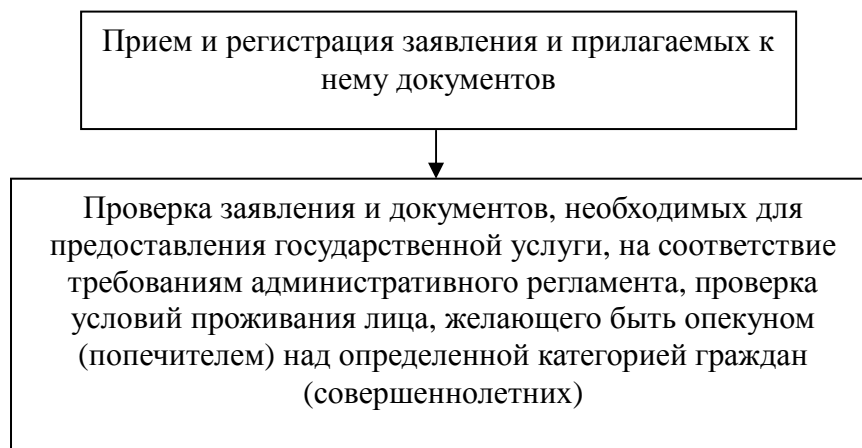 Прием и регистрация заявления и прилагаемых к
нему документов
Проверка заявления и документов, необходимых для
предоставления государственной услуги, на соответствие
требованиям административного регламента, проверка
условий проживания лица, желающего быть опекуном
(попечителем) над определенной категорией граждан
(совершеннолетних)